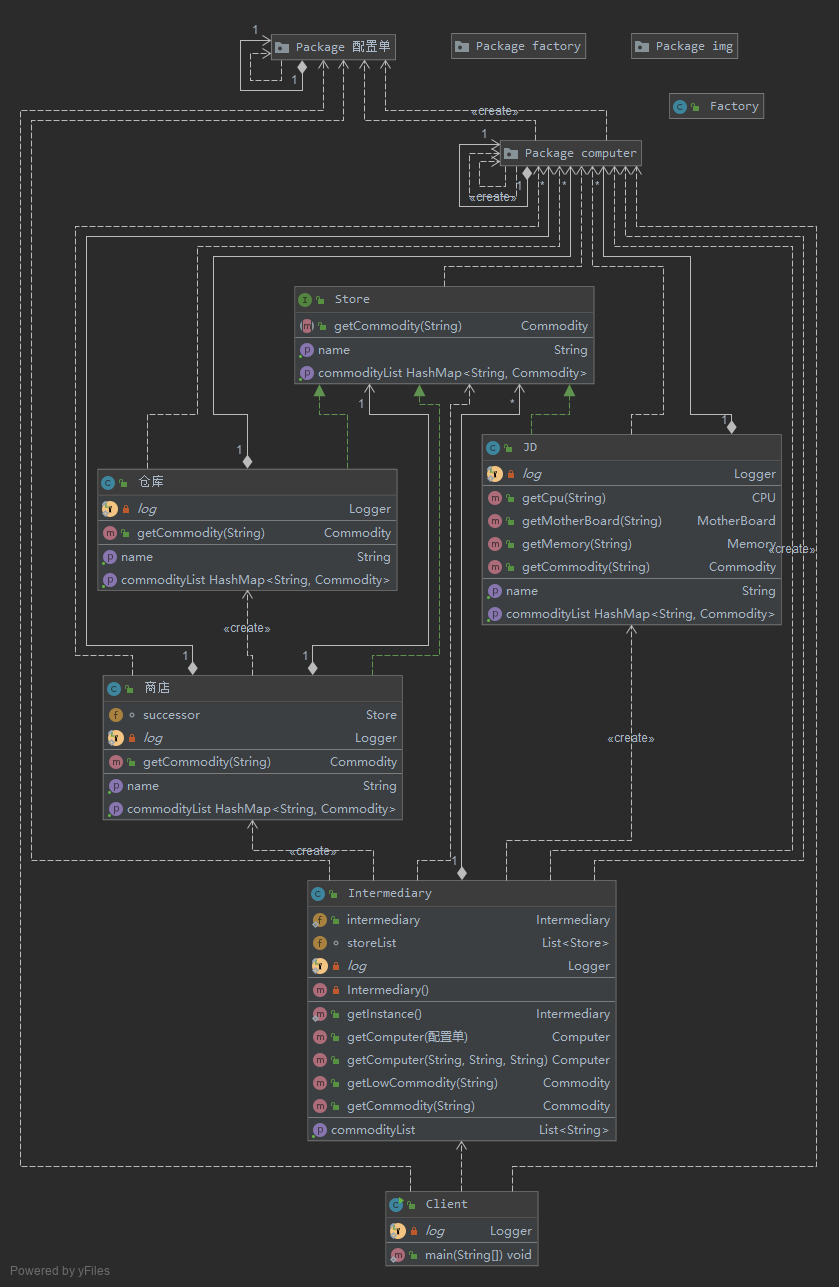 1
Package 配置单
1
Package factory
Package img
Factory
«create»
1
Package computer
1
«create»
*
*
*
Store
getCommodity(String) Commodity
name String
commodityList HashMap<String, Commodity>
1
*
1
1
JD
log Logger
getCpu(String) CPU
getMotherBoard(String) MotherBoard
getMemory(String) Memory
getCommodity(String) Commodity
name String
commodityList HashMap<String, Commodity>
«create»
仓库
log Logger
getCommodity(String) Commodity
name String
commodityList HashMap<String, Commodity>
«create»
1
1
商店
successor Store
log Logger
getCommodity(String) Commodity
name String
commodityList HashMap<String, Commodity>
«create»
«create»
1
Intermediary
intermediary Intermediary
storeList List<Store>
log Logger
Intermediary()
getInstance() Intermediary
getComputer(配置单) Computer
getComputer(String, String, String) Computer
getLowCommodity(String) Commodity
getCommodity(String) Commodity
commodityList List<String>
Client
log Logger
main(String[]) void
Powered by yFiles